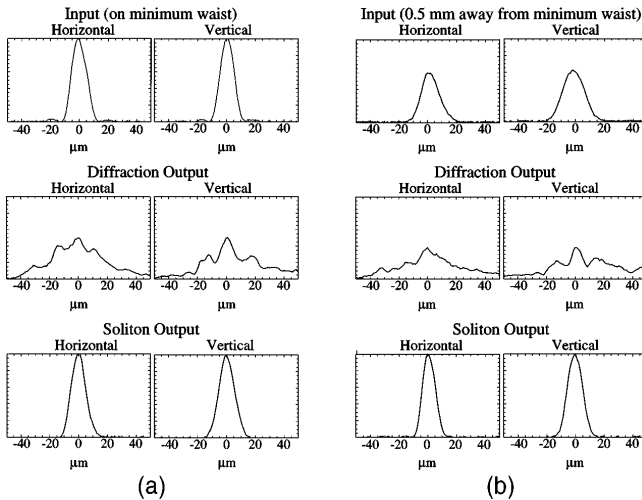 Input (on minimum waist)
Horizontal Vertical
-40 -20 0 20 40 -40 -20 0 20 40
μm μm
Diffraction Output
Horizontal Vertical
-40 -20 0 20 40 -40 -20 0 20 40
μm μm
Soliton Output
Horizontal Vertical
-40 -20 0 20 40 -40 -20 0 20 40
μm μm
(a)
Input (0.5 mm away from minimum waist)
Horizontal Vertical
-40 -20 0 20 40 -40 -20 0 20 40
μm μm
Diffraction Output
Horizontal Vertical
-40 -20 0 20 40 -40 -20 0 20 40
μm μm
Soliton Output
Horizontal Vertical
-40 -20 0 20 40 -40 -20 0 20 40
μm μm
(b)